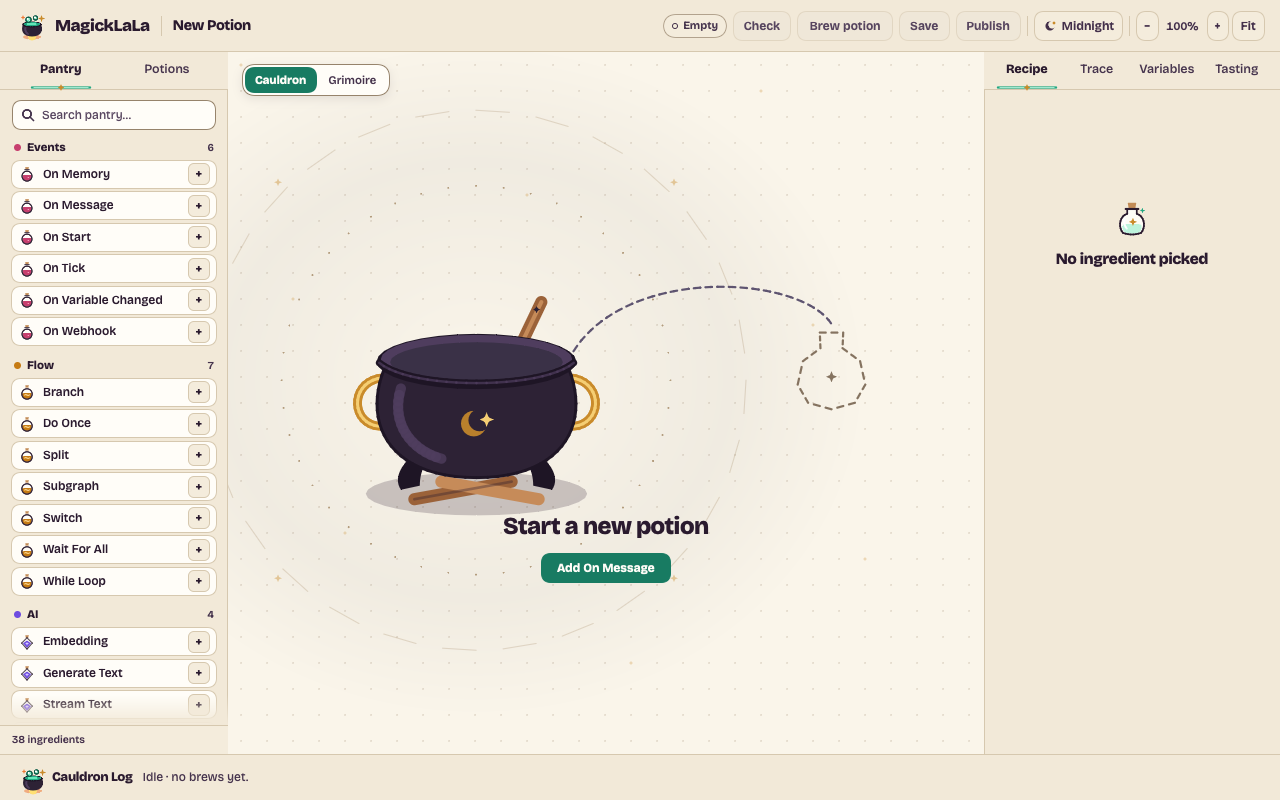 MagickLaLa
New Potion
Empty
Check
Brew potion
Save
Publish
Midnight
−
100%
+
Fit
Pantry
Potions
Search pantry...
Events 6
On Memory +
On Message +
On Start +
On Tick +
On Variable Changed +
On Webhook +
Flow 7
Branch +
Do Once +
Split +
Subgraph +
Switch +
Wait For All +
While Loop +
AI 4
Embedding +
Generate Text +
Stream Text +
38 ingredients
Cauldron
Grimoire
Start a new potion
Add On Message
Recipe
Trace
Variables
Tasting
No ingredient picked
Cauldron Log
Idle · no brews yet.